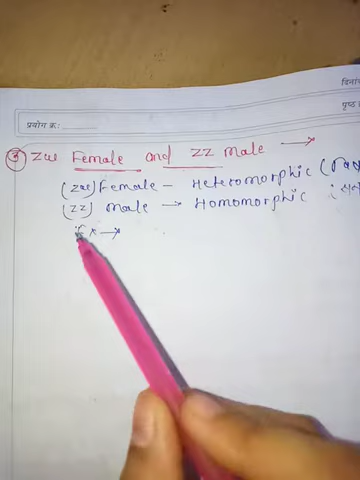 दिनां
पृष्ठ
प्रयोग क्र:
③ ZW Female and ZZ male →
(ZW) Female - Heteromorphic (
(ZZ) male → Homomorphic
→